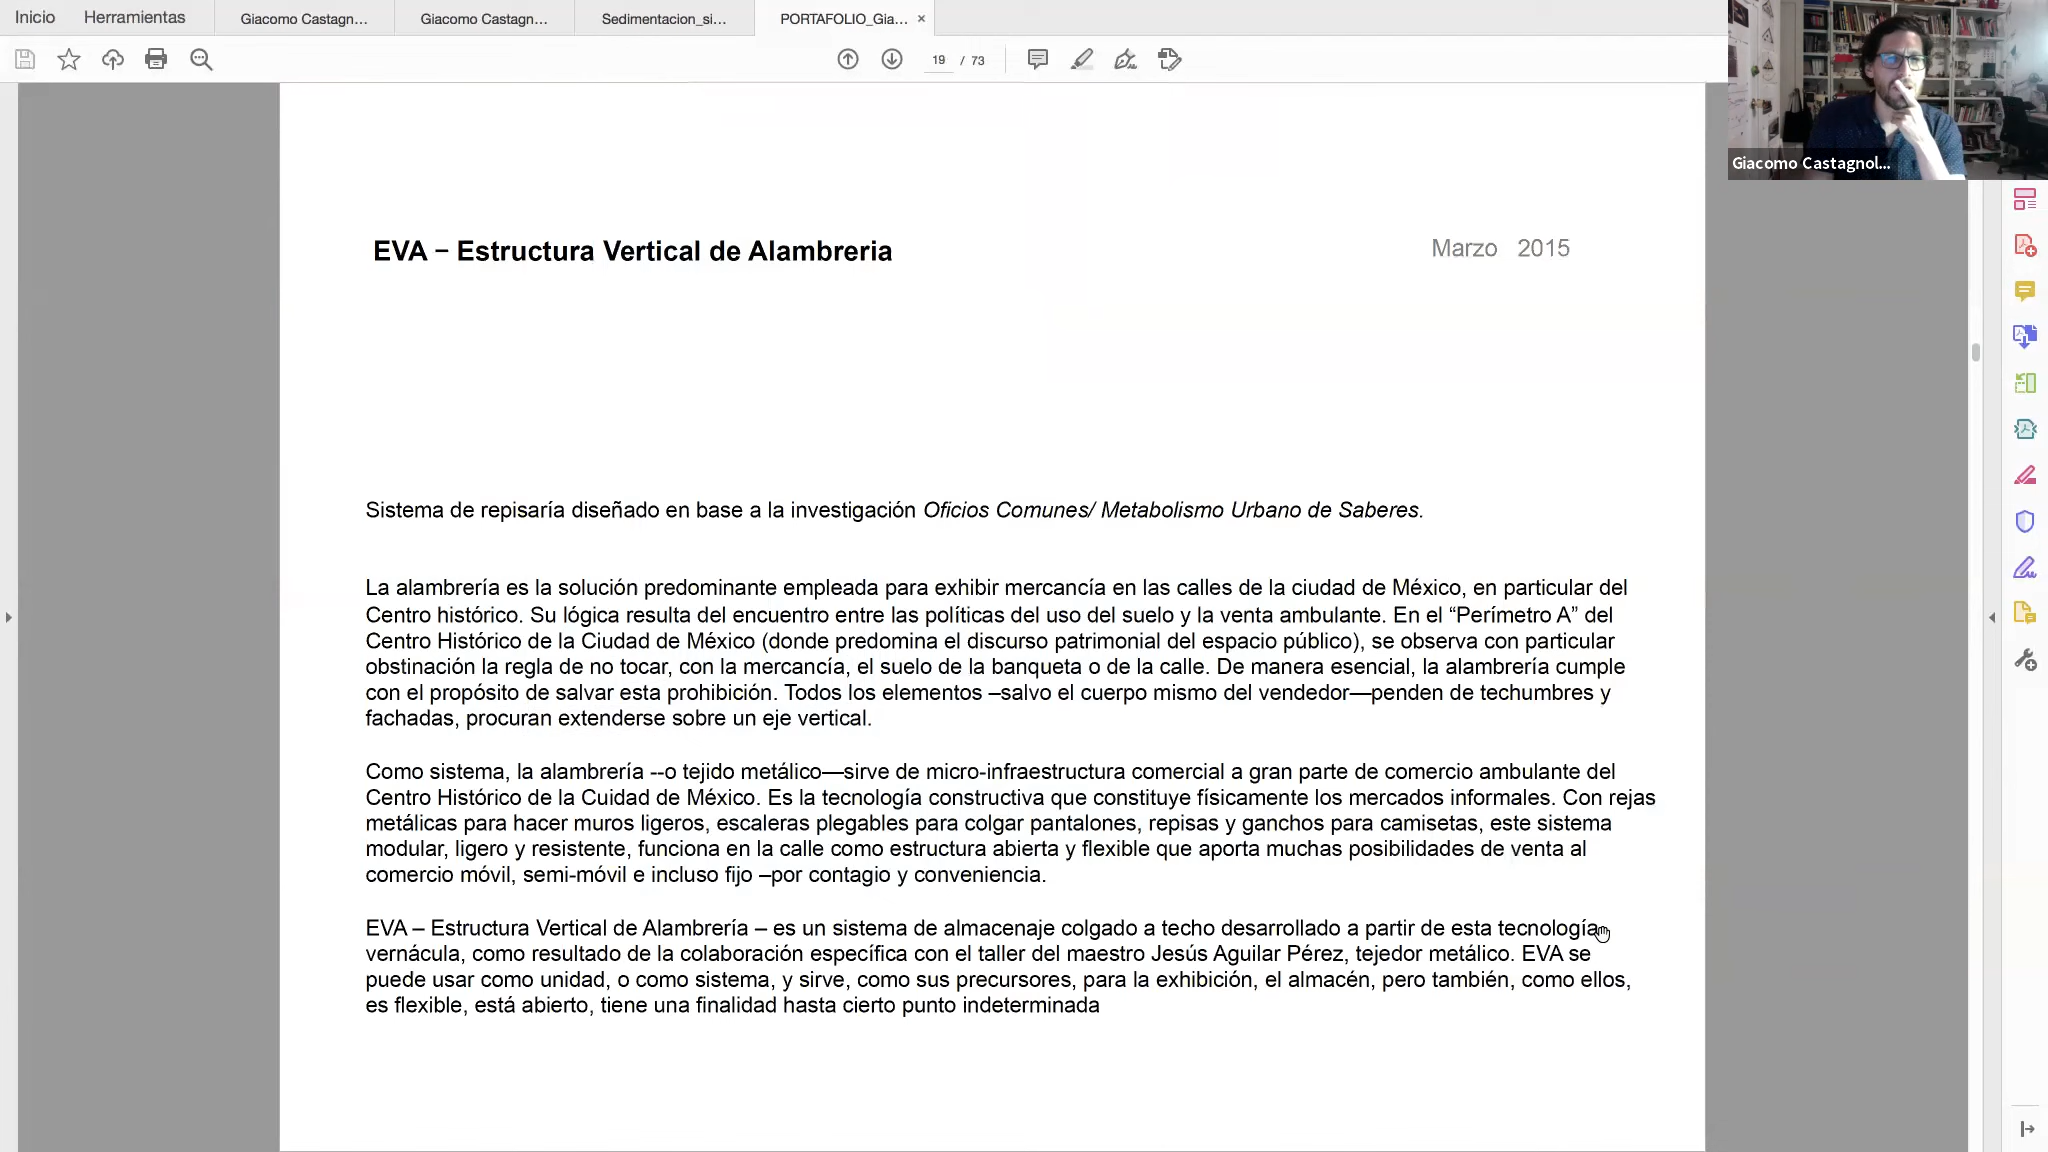 Inicio
Herramientas
Giacomo Castagn...
Giacomo Castagn...
Sedimentacion_si...
PORTAFOLIO_Gia... ×
19 / 73
Giacomo Castagnol...
EVA – Estructura Vertical de Alambreria
Marzo 2015
Sistema de repisaría diseñado en base a la investigación Oficios Comunes/ Metabolismo Urbano de Saberes.
La alambrería es la solución predominante empleada para exhibir mercancía en las calles de la ciudad de México, en particular del
Centro histórico. Su lógica resulta del encuentro entre las políticas del uso del suelo y la venta ambulante. En el “Perímetro A” del
Centro Histórico de la Ciudad de México (donde predomina el discurso patrimonial del espacio público), se observa con particular
obstinación la regla de no tocar, con la mercancía, el suelo de la banqueta o de la calle. De manera esencial, la alambrería cumple
con el propósito de salvar esta prohibición. Todos los elementos –salvo el cuerpo mismo del vendedor—penden de techumbres y
fachadas, procuran extenderse sobre un eje vertical.
Como sistema, la alambrería --o tejido metálico—sirve de micro-infraestructura comercial a gran parte de comercio ambulante del
Centro Histórico de la Cuidad de México. Es la tecnología constructiva que constituye físicamente los mercados informales. Con rejas
metálicas para hacer muros ligeros, escaleras plegables para colgar pantalones, repisas y ganchos para camisetas, este sistema
modular, ligero y resistente, funciona en la calle como estructura abierta y flexible que aporta muchas posibilidades de venta al
comercio móvil, semi-móvil e incluso fijo –por contagio y conveniencia.
EVA – Estructura Vertical de Alambrería – es un sistema de almacenaje colgado a techo desarrollado a partir de esta tecnología
vernácula, como resultado de la colaboración específica con el taller del maestro Jesús Aguilar Pérez, tejedor metálico. EVA se
puede usar como unidad, o como sistema, y sirve, como sus precursores, para la exhibición, el almacén, pero también, como ellos,
es flexible, está abierto, tiene una finalidad hasta cierto punto indeterminada